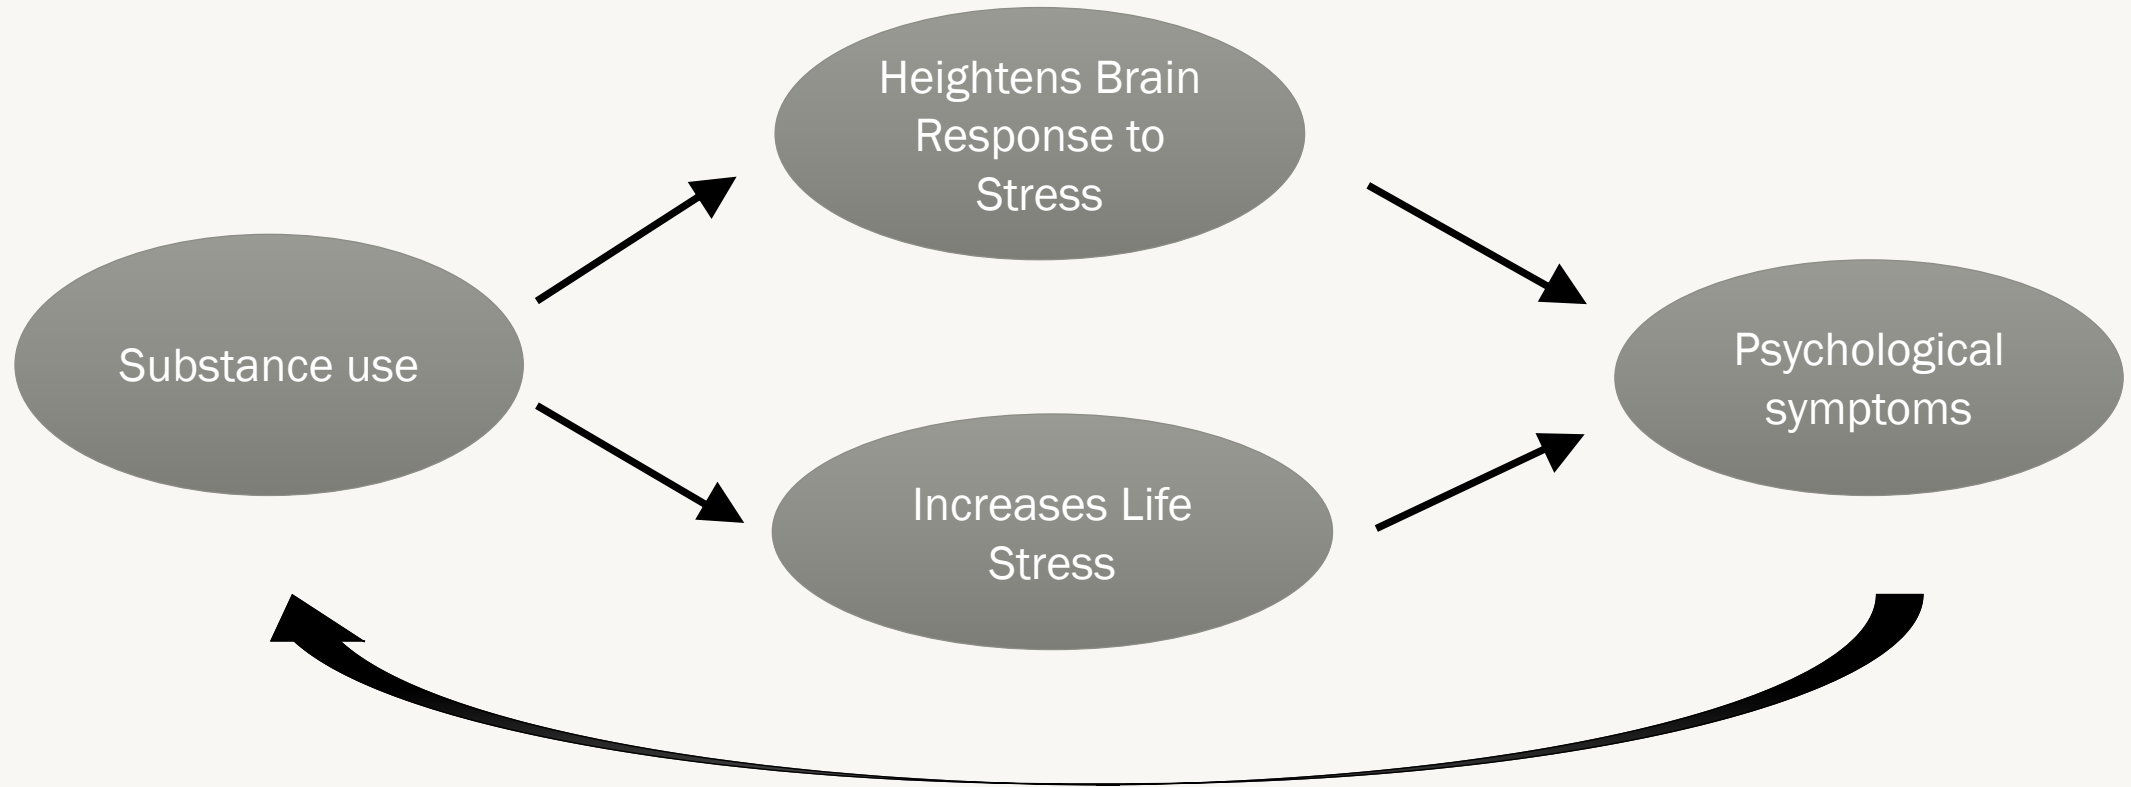 Heightens Brain
Response to
Stress
Substance use
Psychological
symptoms
Increases Life
Stress